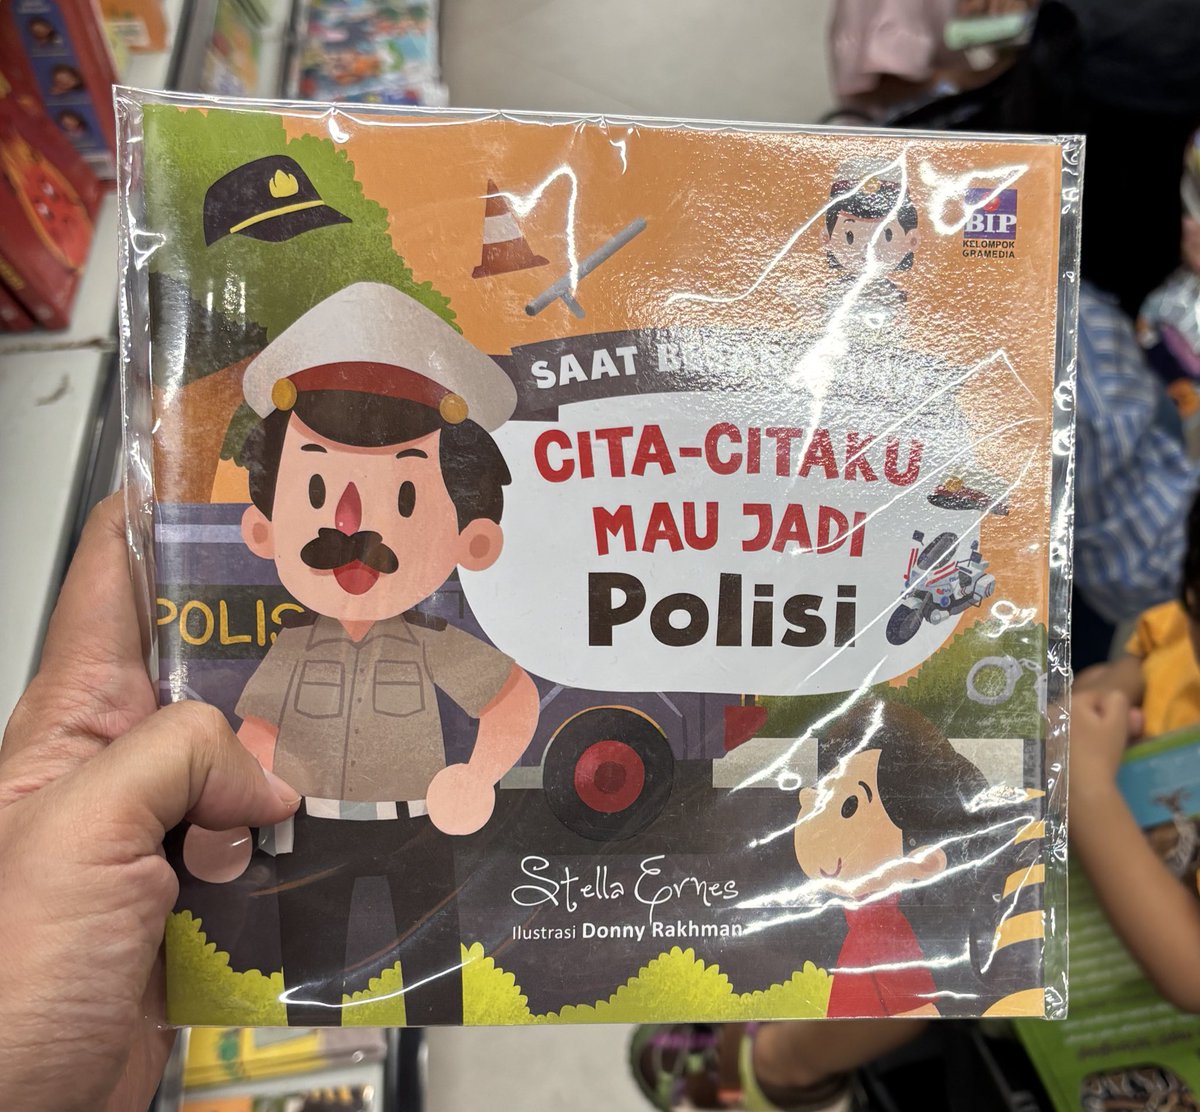 BIP
KELOMPOK
GRAMEDIA
SAAT
CITA-CITAKU
MAU JADI
Polisi
POLIS
Stella Ernes
Ilustrasi Donny Rakhman